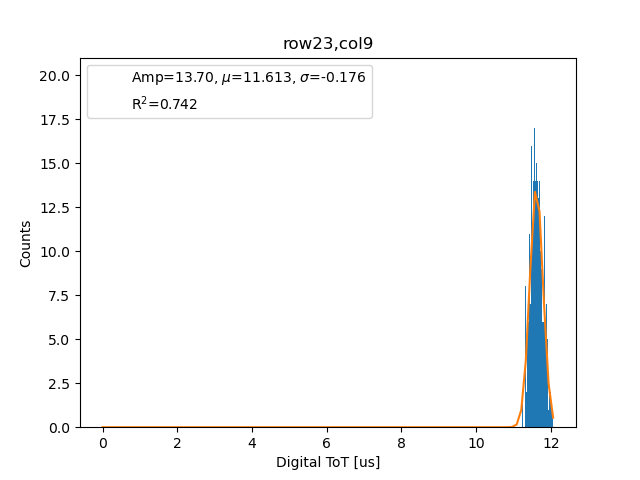 row23,col9
Amp=13.70, μ=11.613, σ=-0.176
R²=0.742
20.0
17.5
15.0
12.5
10.0
7.5
5.0
2.5
0.0
Counts
0 2 4 6 8 10 12
Digital ToT [us]